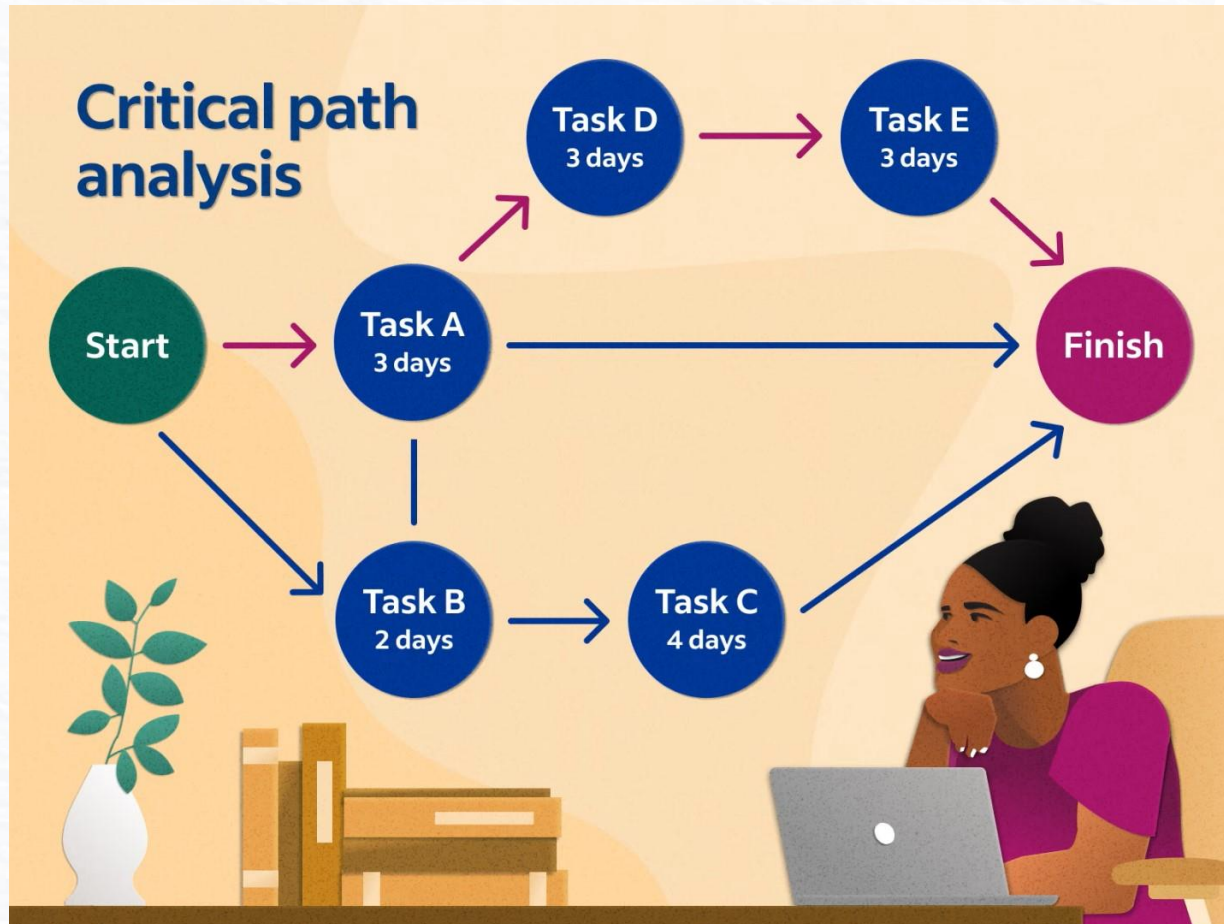 Critical path
analysis
Task D
3 days
Task E
3 days
Start
Task A
3 days
Finish
Task B
2 days
Task C
4 days